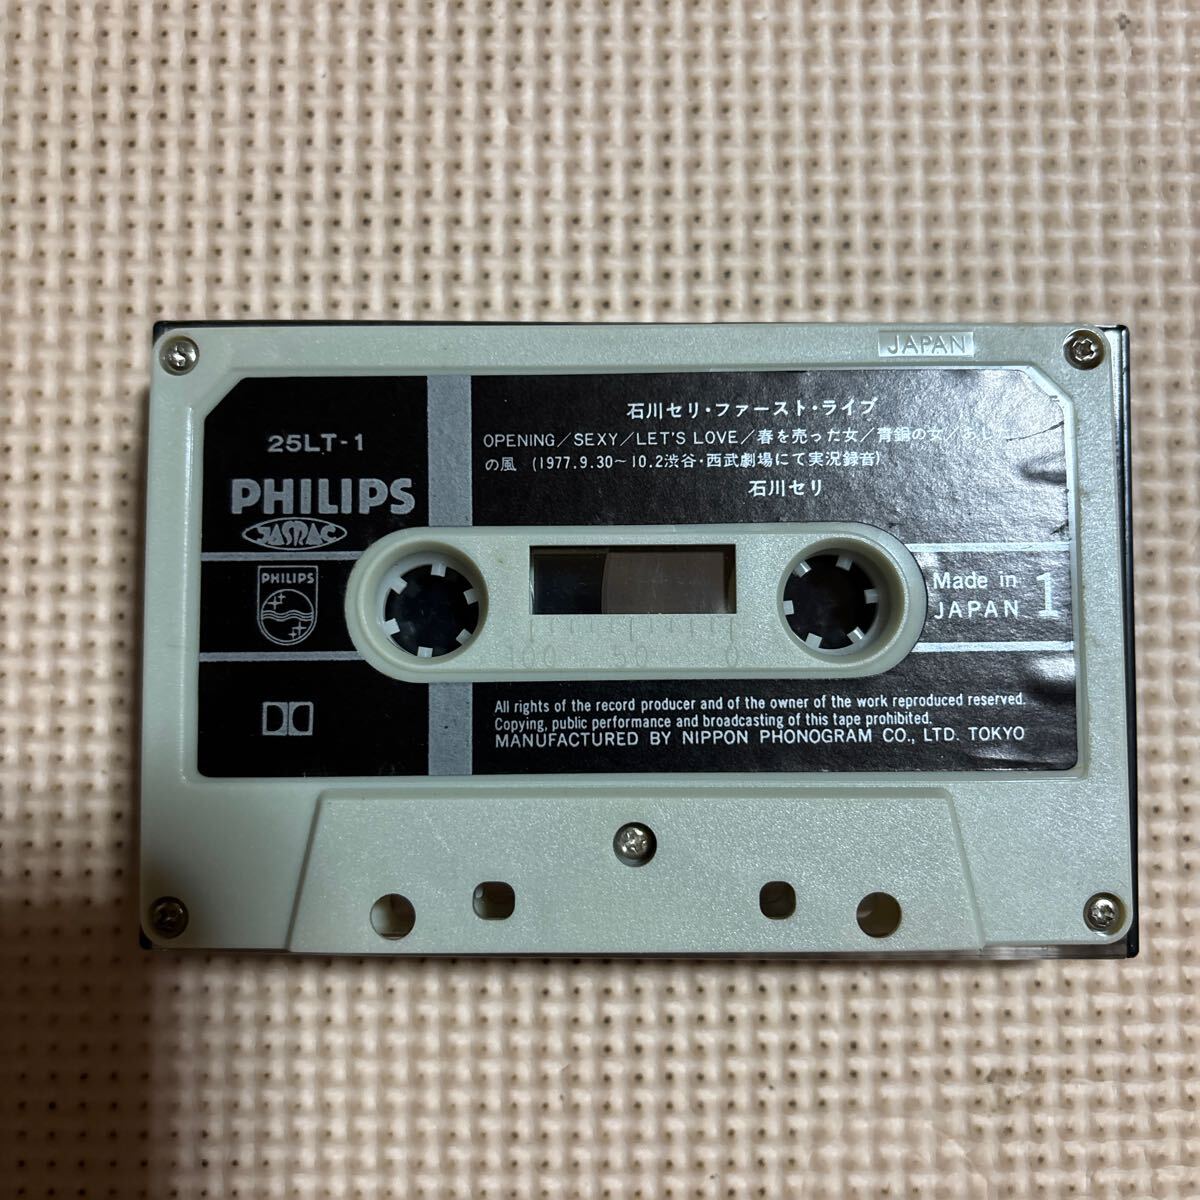 JAPAN
25LT-1
PHILIPS
JASRAC
PHILIPS
石川セリ・ファースト・ライブ
OPENING/SEXY/LET'S LOVE/春を売った女/青銅の女/
の風 (1977.9.30~10.2渋谷・西武劇場にて実況録音)
石川セリ
Made in
JAPAN 1
100 50 0
All rights of the record producer and of the owner of the work reproduced reserved.
Copying, public performance and broadcasting of this tape prohibited.
MANUFACTURED BY NIPPON PHONOGRAM CO., LTD. TOKYO